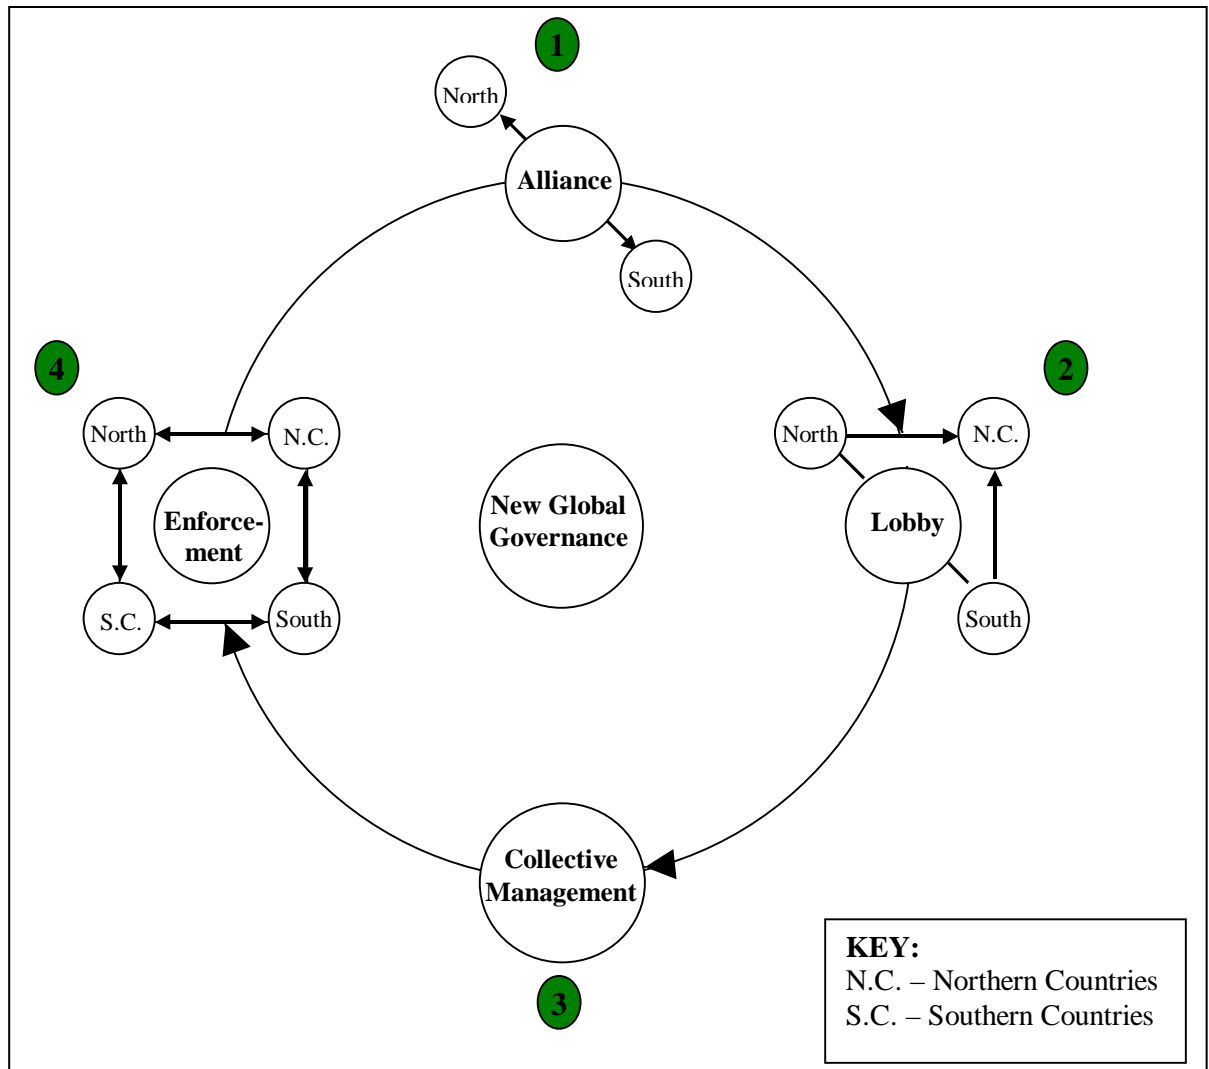 1
North
Alliance
South
4
2
North
N.C.
North
N.C.
Enforce-
ment
New Global
Governance
Lobby
S.C.
South
South
Collective
Management
3
KEY:
N.C. – Northern Countries
S.C. – Southern Countries